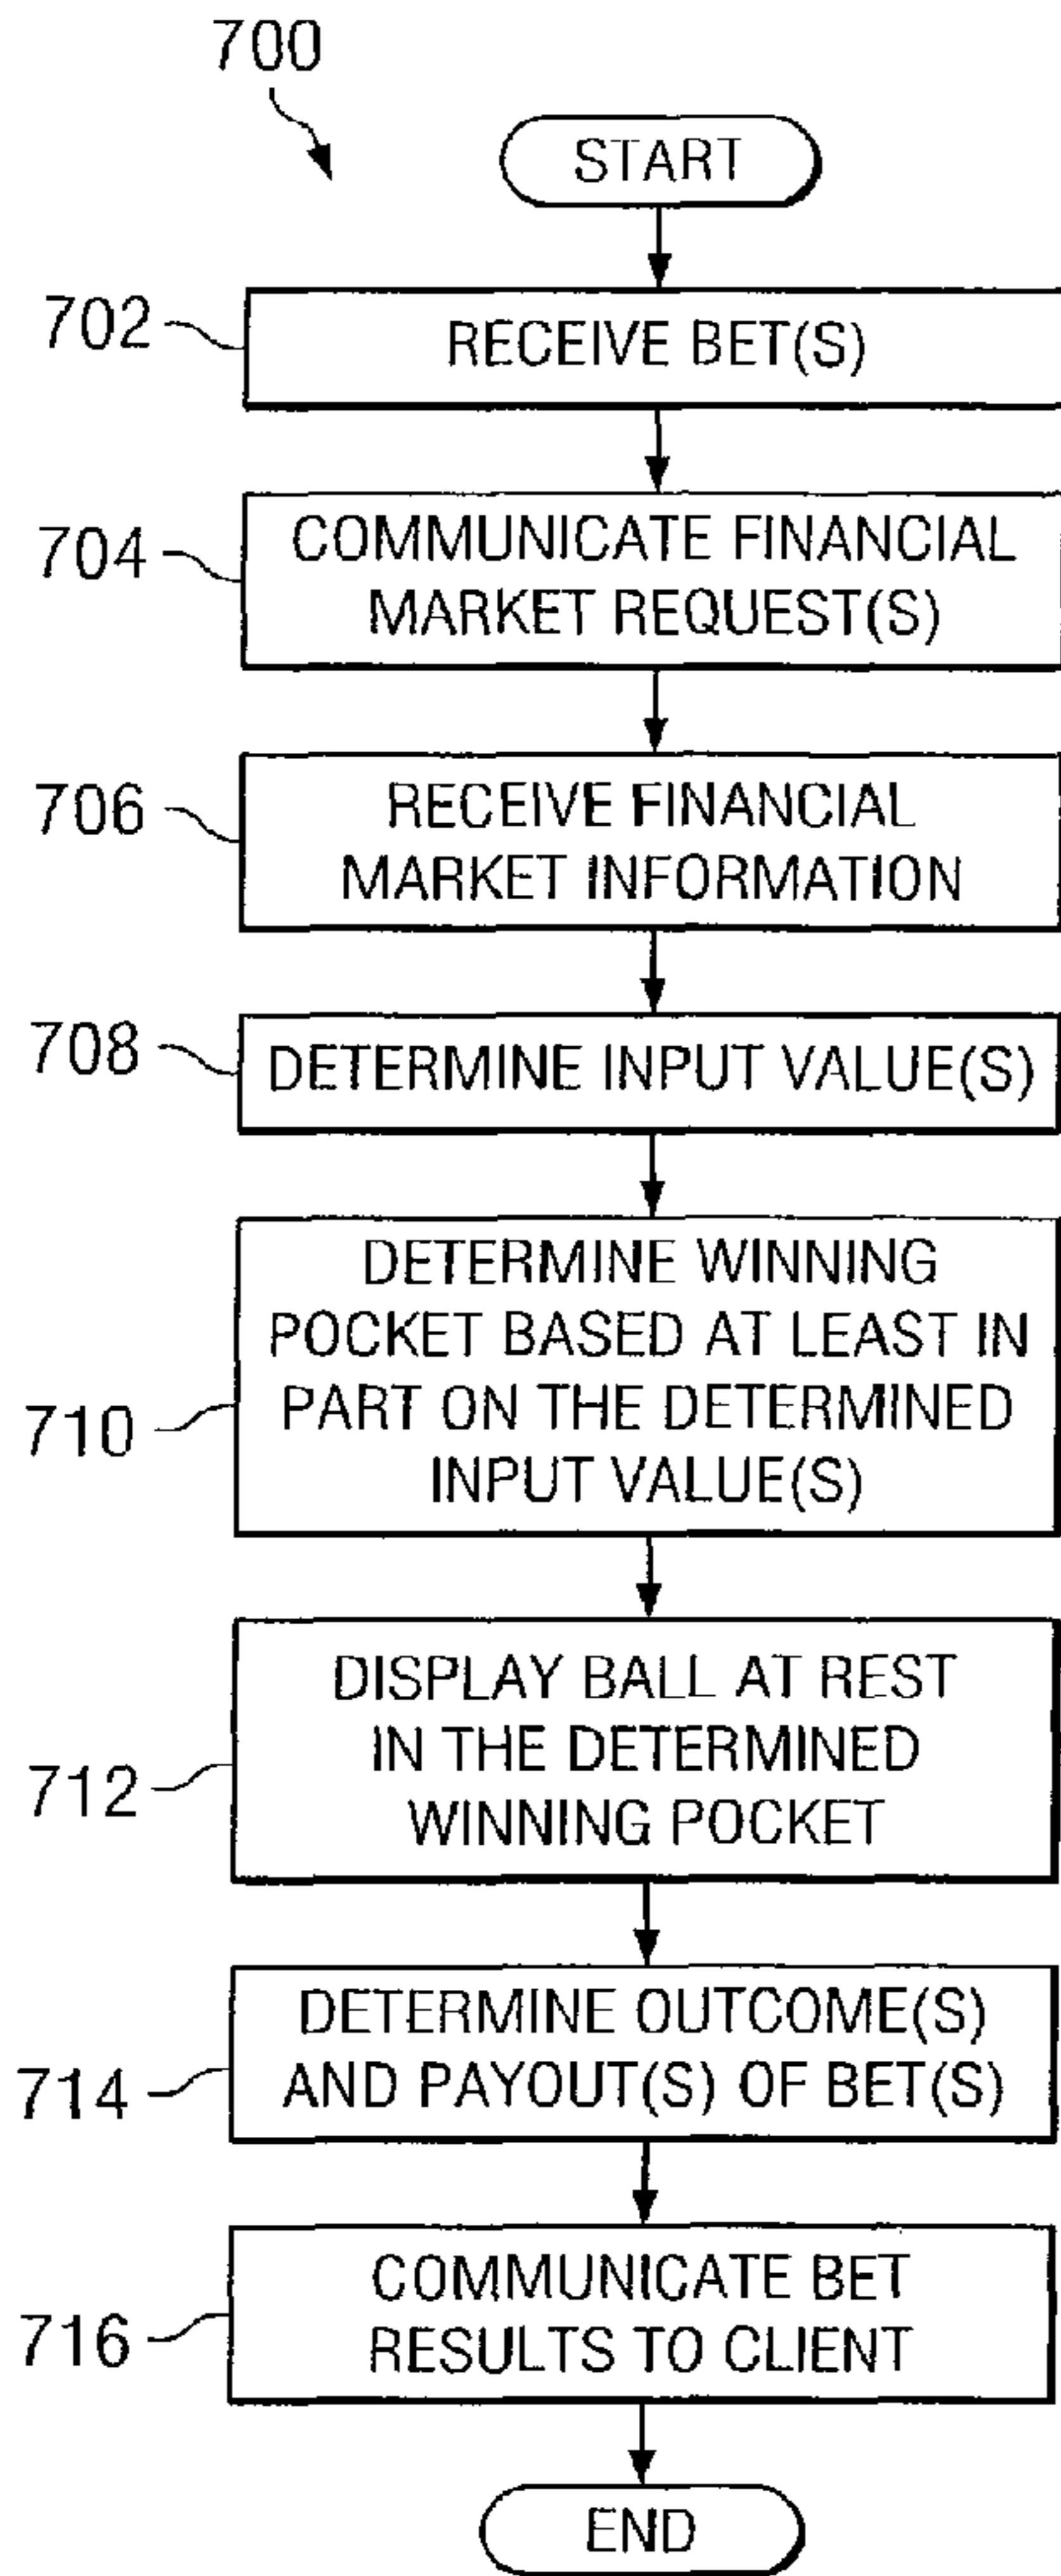 700
START
702
RECEIVE BET(S)
704
COMMUNICATE FINANCIAL
MARKET REQUEST(S)
706
RECEIVE FINANCIAL
MARKET INFORMATION
708
DETERMINE INPUT VALUE(S)
710
DETERMINE WINNING
POCKET BASED AT LEAST IN
PART ON THE DETERMINED
INPUT VALUE(S)
712
DISPLAY BALL AT REST
IN THE DETERMINED
WINNING POCKET
714
DETERMINE OUTCOME(S)
AND PAYOUT(S) OF BET(S)
716
COMMUNICATE BET
RESULTS TO CLIENT
END